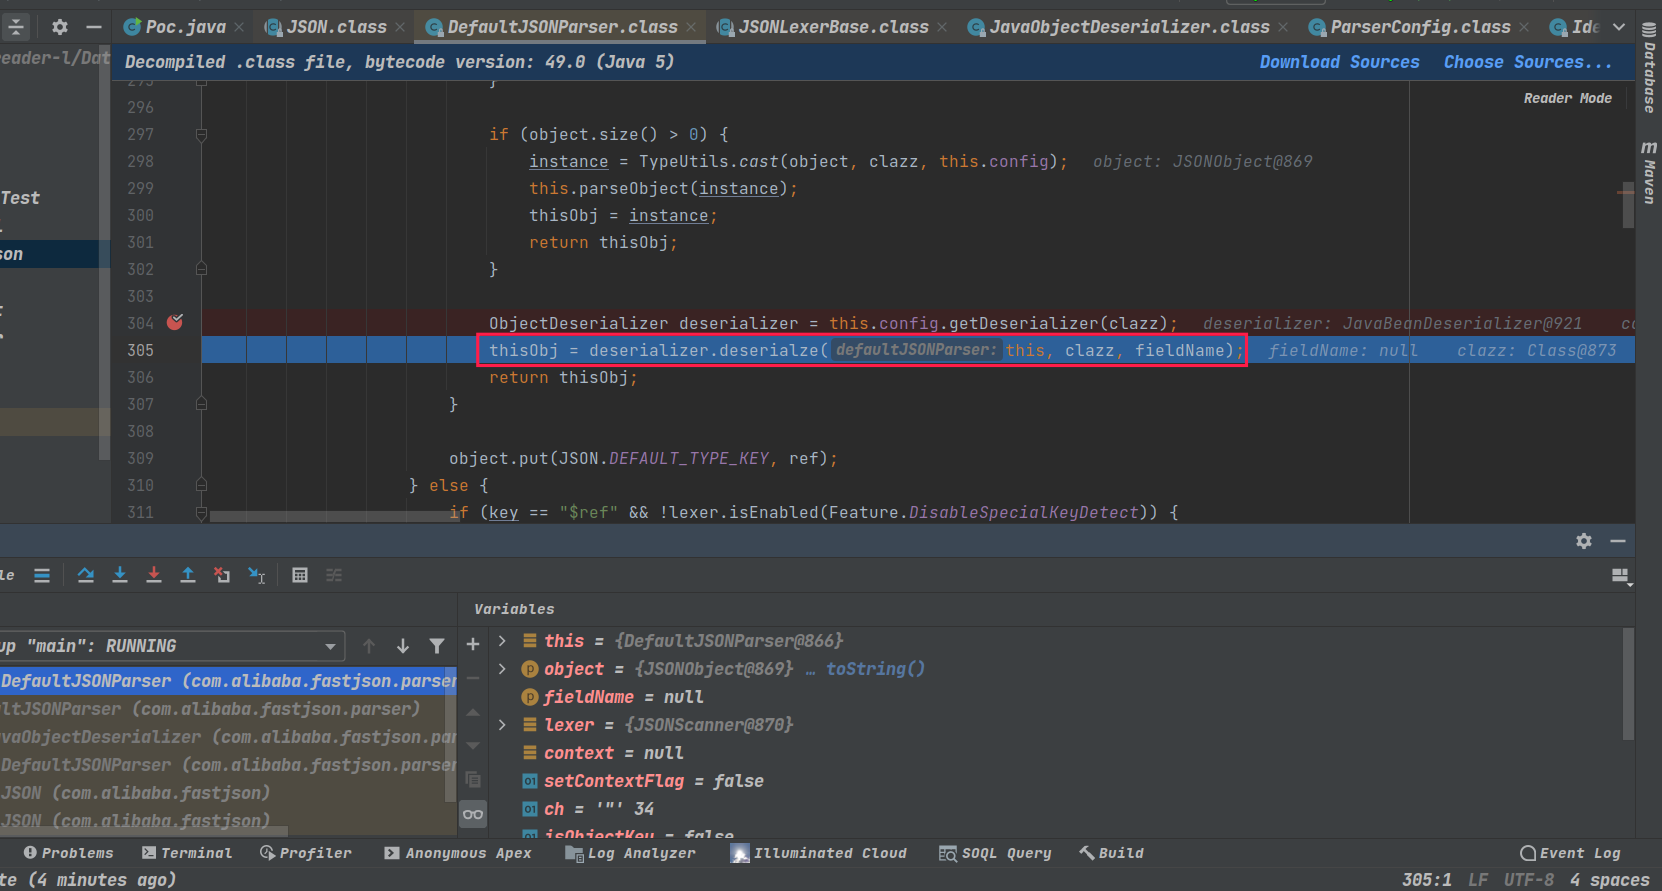 Poc.java
JSON.class
DefaultJSONParser.class
JSONLexerBase.class
JavaObjectDeserializer.class
ParserConfig.class
Ide
eader-l/Dat
Decompiled .class file, bytecode version: 49.0 (Java 5)
Download Sources
Choose Sources...
Reader Mode
Database
Maven
Test
son
295 }
296
297 if (object.size() > 0) {
298 instance = TypeUtils.cast(object, clazz, this.config); object: JSONObject@869
299 this.parseObject(instance);
300 thisObj = instance;
301 return thisObj;
302 }
303
304 ObjectDeserializer deserializer = this.config.getDeserializer(clazz); deserializer: JavaBeanDeserializer@921
305 thisObj = deserializer.deserialze( defaultJSONParser: this, clazz, fieldName); fieldName: null clazz: Class@873
306 return thisObj;
307 }
308
309 object.put(JSON.DEFAULT_TYPE_KEY, ref);
310 } else {
311 if (key == "$ref" && !lexer.isEnabled(Feature.DisableSpecialKeyDetect)) {
le
Variables
up "main": RUNNING
DefaultJSONParser (com.alibaba.fastjson.parser
ltJSONParser (com.alibaba.fastjson.parser)
vaObjectDeserializer (com.alibaba.fastjson.par
DefaultJSONParser (com.alibaba.fastjson.parser
JSON (com.alibaba.fastjson)
JSON (com.alibaba.fastjson)
this = {DefaultJSONParser@866}
object = {JSONObject@869} … toString()
fieldName = null
lexer = {JSONScanner@870}
context = null
setContextFlag = false
ch = '"' 34
isObjectKey = false
Problems
Terminal
Profiler
Anonymous Apex
Log Analyzer
Illuminated Cloud
SOQL Query
Build
Event Log
te (4 minutes ago)
305:1 LF UTF-8 4 spaces